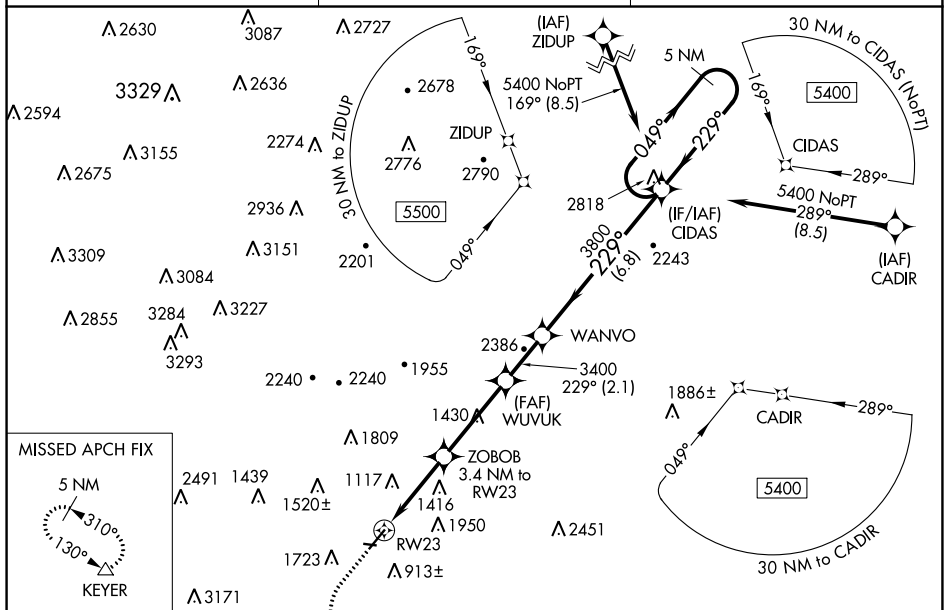 2630
3087
2727
(IAF)
ZIDUP
30 NM to CIDAS (NoPT)
5 NM
169°
5400 NoPT
169° (8.5)
169°
5400
3329
2636
2678
2594
30 NM to ZIDUP
ZIDUP
049°
229°
CIDAS
289°
2274
2776
2790
3155
2675
2818
5400 NoPT
289°
(8.5)
2936
5500
(IF/IAF)
CIDAS
3309
3151
2201
049°
3800
229°
(6.8)
2243
(IAF)
CADIR
3084
2855
3284
3227
3293
2386
WANVO
2240
2240
1955
3400
229° (2.1)
(FAF)
WUVUK
1886±
CADIR
289°
1430
1809
049°
MISSED APCH FIX
5 NM
310°
130°
KEYER
2491
1439
1520±
1117
ZOBOB
3.4 NM to
RW23
1416
5400
1950
2451
RW23
30 NM to CADIR
1723
913±
3171